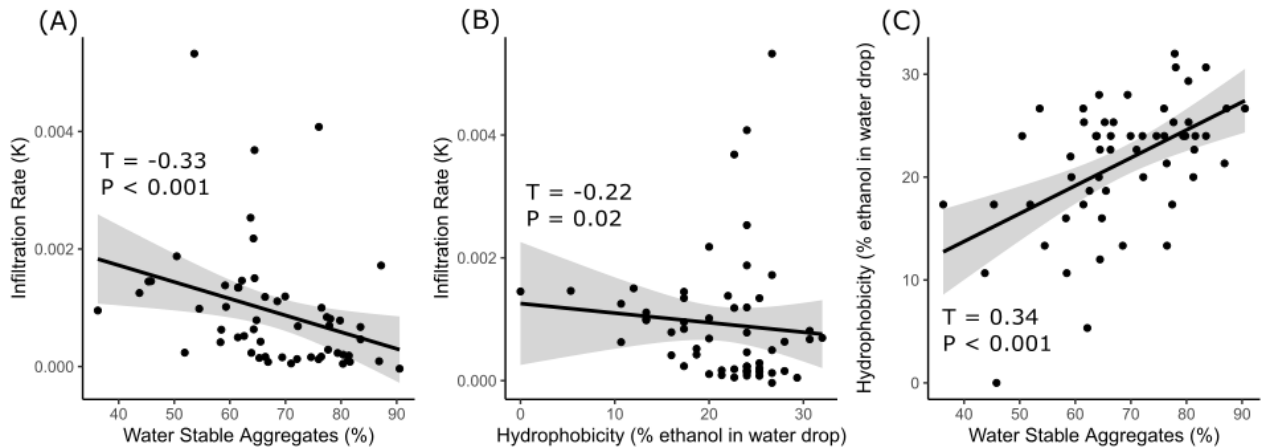 (A)
Infiltration Rate (K)
0.004
0.002
0.000
T = -0.33
P < 0.001
40 50 60 70 80 90
Water Stable Aggregates (%)
(B)
Infiltration Rate (K)
0.004
0.002
0.000
T = -0.22
P = 0.02
0 10 20 30
Hydrophobicity (% ethanol in water drop)
(C)
Hydrophobicity (% ethanol in water drop)
30
20
10
0
T = 0.34
P < 0.001
40 50 60 70 80 90
Water Stable Aggregates (%)